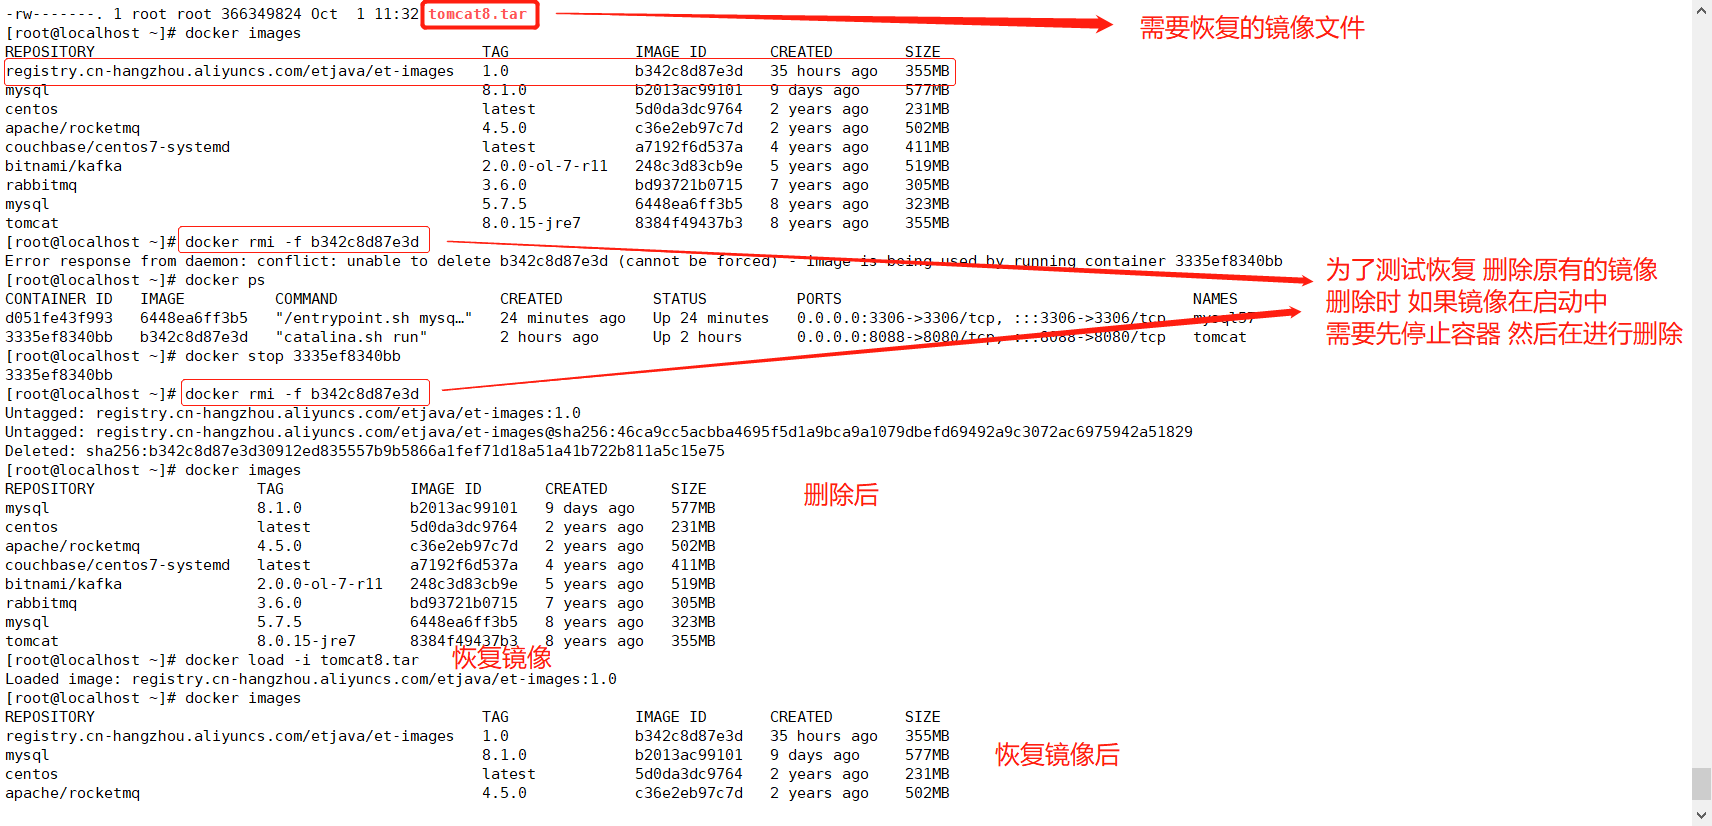 -rw-------. 1 root root 366349824 Oct  1 11:32 tomcat8.tar
需要恢复的镜像文件
[root@localhost ~]# docker images
REPOSITORY TAG IMAGE ID CREATED SIZE
registry.cn-hangzhou.aliyuncs.com/etjava/et-images 1.0 b342c8d87e3d 35 hours ago 355MB
mysql 8.1.0 b2013ac99101 9 days ago 577MB
centos latest 5d0da3dc9764 2 years ago 231MB
apache/rocketmq 4.5.0 c36e2eb97c7d 2 years ago 502MB
couchbase/centos7-systemd latest a7192f6d537a 4 years ago 411MB
bitnami/kafka 2.0.0-ol-7-r11 248c3d83cb9e 5 years ago 519MB
rabbitmq 3.6.0 bd93721b0715 7 years ago 305MB
mysql 5.7.5 6448ea6ff3b5 8 years ago 323MB
tomcat 8.0.15-jre7 8384f49437b3 8 years ago 355MB
[root@localhost ~]# docker rmi -f b342c8d87e3d
Error response from daemon: conflict: unable to delete b342c8d87e3d (cannot be forced) - image is being used by running container 3335ef8340bb
为了测试恢复 删除原有的镜像
删除时 如果镜像在启动中
需要先停止容器 然后在进行删除
[root@localhost ~]# docker ps
CONTAINER ID IMAGE COMMAND CREATED STATUS PORTS NAMES
d051fe43f993 6448ea6ff3b5 "/entrypoint.sh mysq…" 24 minutes ago Up 24 minutes 0.0.0.0:3306->3306/tcp, :::3306->3306/tcp mysql57
3335ef8340bb b342c8d87e3d "catalina.sh run" 2 hours ago Up 2 hours 0.0.0.0:8088->8080/tcp, :::8088->8080/tcp tomcat
[root@localhost ~]# docker stop 3335ef8340bb
3335ef8340bb
[root@localhost ~]# docker rmi -f b342c8d87e3d
Untagged: registry.cn-hangzhou.aliyuncs.com/etjava/et-images:1.0
Untagged: registry.cn-hangzhou.aliyuncs.com/etjava/et-images@sha256:46ca9cc5acbba4695f5d1a9bca9a1079dbefd69492a9c3072ac6975942a51829
Deleted: sha256:b342c8d87e3d30912ed835557b9b5866a1fef71d18a51a41b722b811a5c15e75
[root@localhost ~]# docker images
REPOSITORY TAG IMAGE ID CREATED SIZE
删除后
mysql 8.1.0 b2013ac99101 9 days ago 577MB
centos latest 5d0da3dc9764 2 years ago 231MB
apache/rocketmq 4.5.0 c36e2eb97c7d 2 years ago 502MB
couchbase/centos7-systemd latest a7192f6d537a 4 years ago 411MB
bitnami/kafka 2.0.0-ol-7-r11 248c3d83cb9e 5 years ago 519MB
rabbitmq 3.6.0 bd93721b0715 7 years ago 305MB
mysql 5.7.5 6448ea6ff3b5 8 years ago 323MB
tomcat 8.0.15-jre7 8384f49437b3 8 years ago 355MB
[root@localhost ~]# docker load -i tomcat8.tar
恢复镜像
Loaded image: registry.cn-hangzhou.aliyuncs.com/etjava/et-images:1.0
[root@localhost ~]# docker images
REPOSITORY TAG IMAGE ID CREATED SIZE
registry.cn-hangzhou.aliyuncs.com/etjava/et-images 1.0 b342c8d87e3d 35 hours ago 355MB
mysql 8.1.0 b2013ac99101 9 days ago 577MB
恢复镜像后
centos latest 5d0da3dc9764 2 years ago 231MB
apache/rocketmq 4.5.0 c36e2eb97c7d 2 years ago 502MB